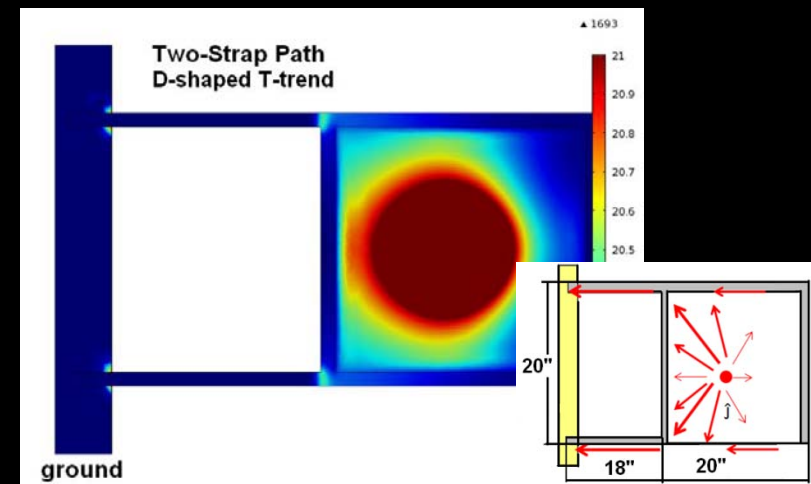 ▲ 1693
Two-Strap Path
D-shaped T-trend
21
20.9
20.8
20.7
20.6
20.5
ground
20"
ĵ
18"
20"